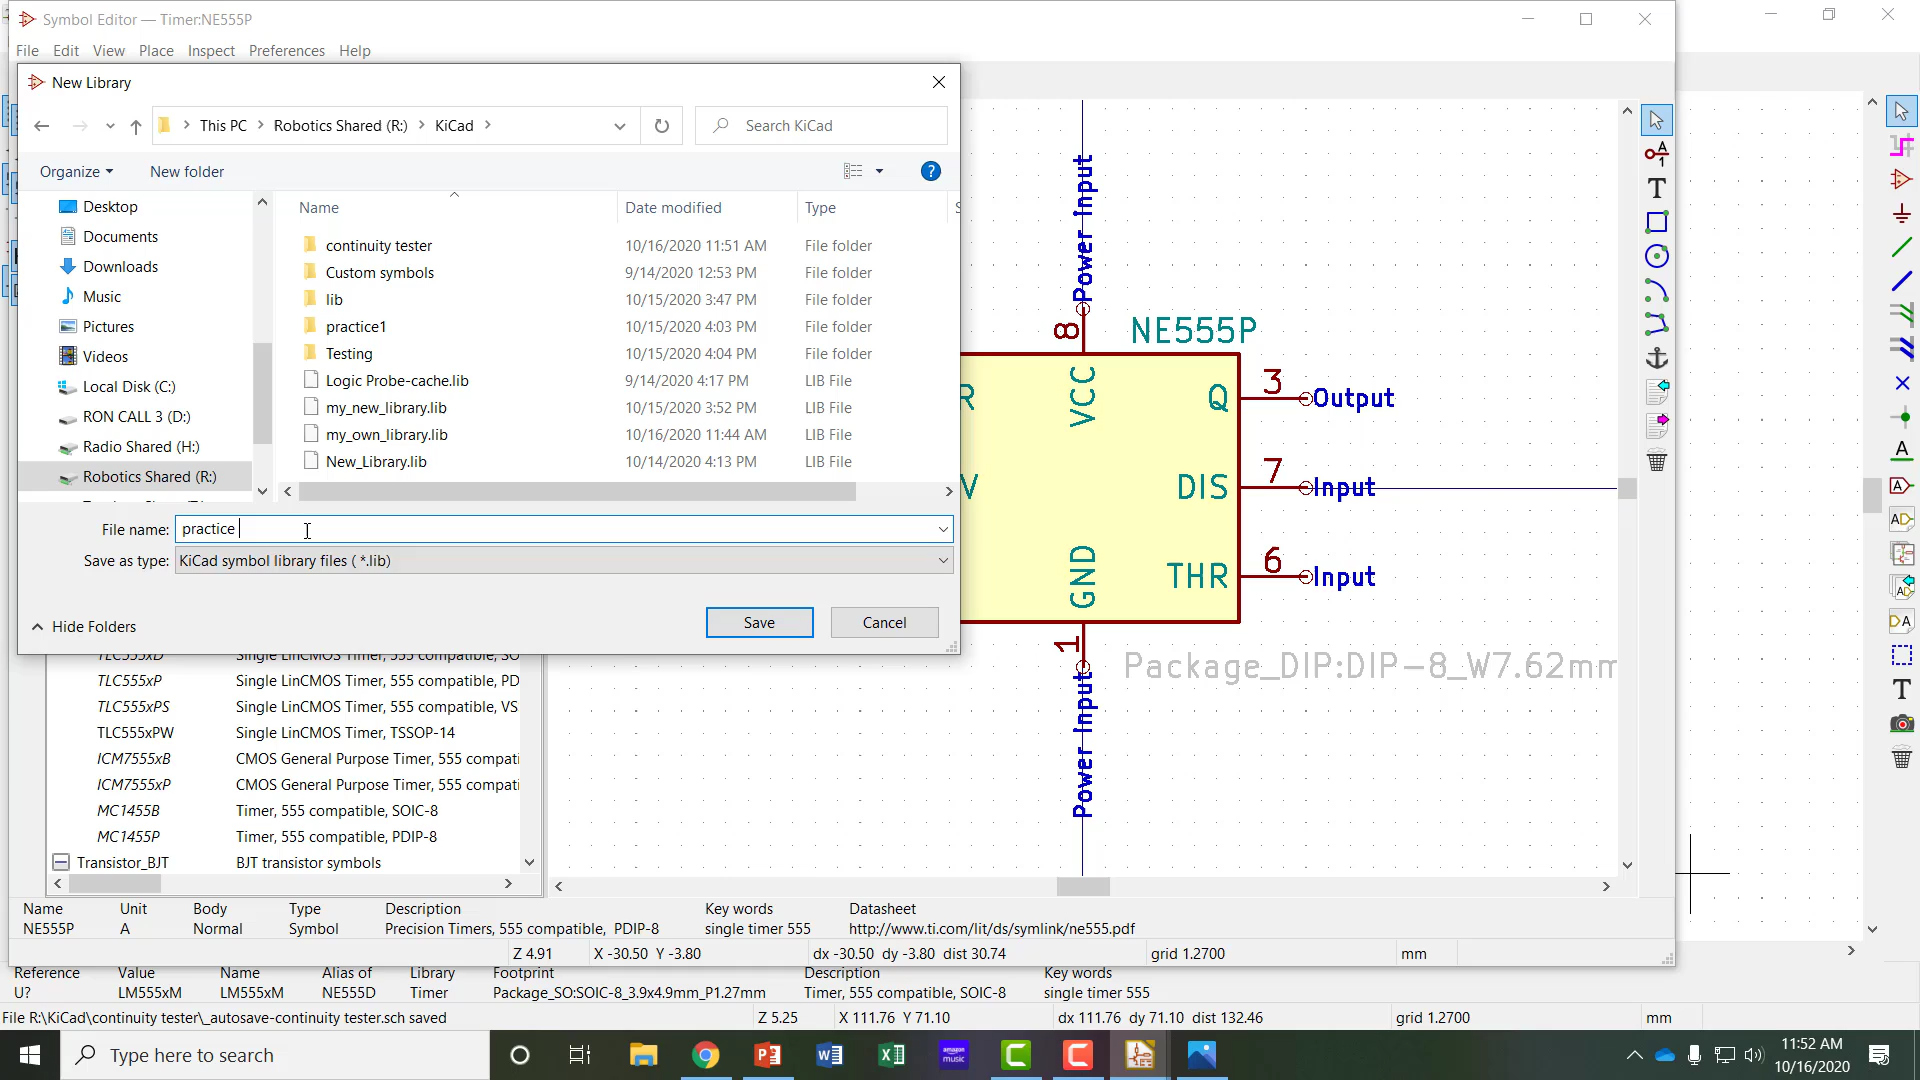 Symbol Editor — Timer:NE555P
File Edit View Place Inspect Preferences Help
New Library
This PC Robotics Shared (R:) KiCad
Search KiCad
Organize New folder
Desktop
Documents
Downloads
Music
Pictures
Videos
Local Disk (C:)
RON CALL 3 (D:)
Radio Shared (H:)
Robotics Shared (R:)
Name Date modified Type
continuity tester 10/16/2020 11:51 AM File folder
Custom symbols 9/14/2020 12:53 PM File folder
lib 10/15/2020 3:47 PM File folder
practice1 10/15/2020 4:03 PM File folder
Testing 10/15/2020 4:04 PM File folder
Logic Probe-cache.lib 9/14/2020 4:17 PM LIB File
my_new_library.lib 10/15/2020 3:52 PM LIB File
my_own_library.lib 10/16/2020 11:44 AM LIB File
New_Library.lib 10/14/2020 4:13 PM LIB File
File name: practice
Save as type: KiCad symbol library files ( *.lib)
Hide Folders
Save Cancel
Power Input
8 NE555P
R VCC Q 3 Output
V DIS 7 Input
GND THR 6 Input
1
Package_DIP:DIP-8_W7.62mm
Power Input
TLC555xD Single LinCMOS Timer, 555 compatible, SO
TLC555xP Single LinCMOS Timer, 555 compatible, PD
TLC555xPS Single LinCMOS Timer, 555 compatible, VS
TLC555xPW Single LinCMOS Timer, TSSOP-14
ICM7555xB CMOS General Purpose Timer, 555 compati
ICM7555xP CMOS General Purpose Timer, 555 compati
MC1455B Timer, 555 compatible, SOIC-8
MC1455P Timer, 555 compatible, PDIP-8
Transistor_BJT BJT transistor symbols
Name Unit Body Type Description Key words Datasheet
NE555P A Normal Symbol Precision Timers, 555 compatible, PDIP-8 single timer 555 http://www.ti.com/lit/ds/symlink/ne555.pdf
Z 4.91 X -30.50 Y -3.80 dx -30.50 dy -3.80 dist 30.74 grid 1.2700 mm
Reference Value Name Alias of Library Footprint Description Key words
U? LM555xM LM555xM NE555D Timer Package_SO:SOIC-8_3.9x4.9mm_P1.27mm Timer, 555 compatible, SOIC-8 single timer 555
File R:\KiCad\continuity tester\_autosave-continuity tester.sch saved Z 5.25 X 111.76 Y 71.10 dx 111.76 dy 71.10 dist 132.46 grid 1.2700 mm
Type here to search
11:52 AM
10/16/2020